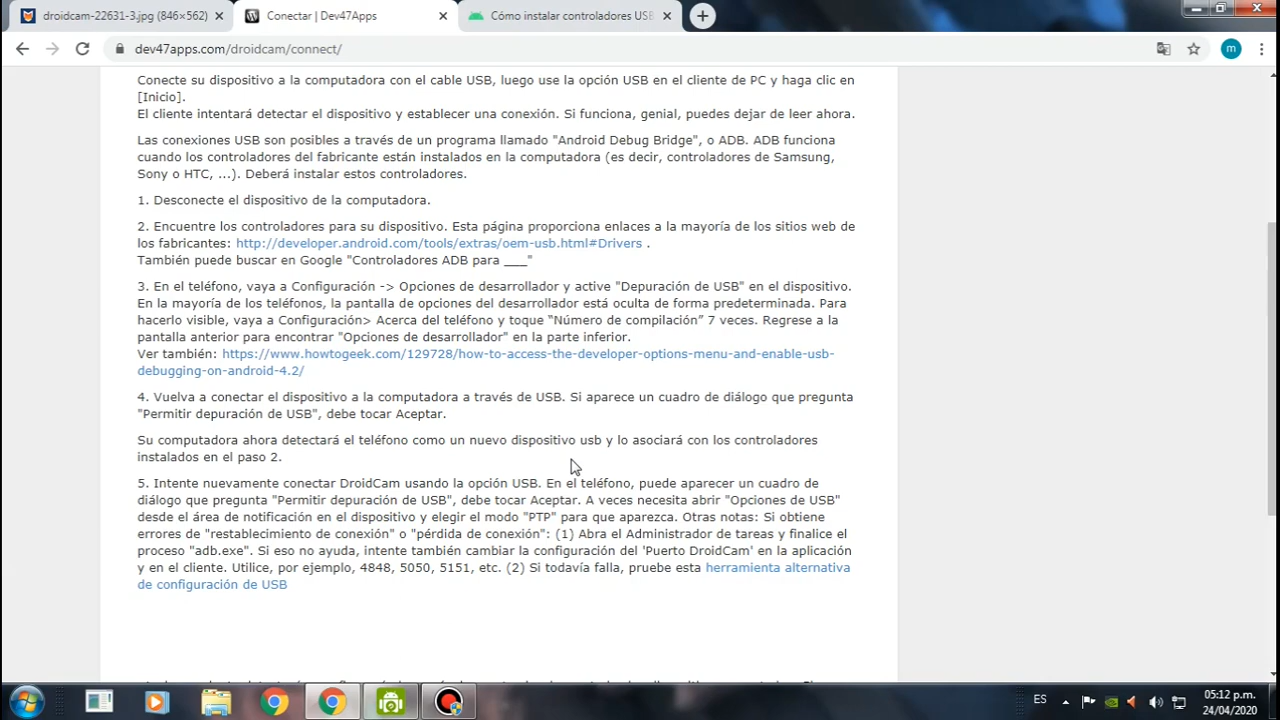 droidcam-22631-3.jpg (846×562)
Conectar | Dev47Apps
Cómo instalar controladores USB
dev47apps.com/droidcam/connect/
m
Conecte su dispositivo a la computadora con el cable USB, luego use la opción USB en el cliente de PC y haga clic en
[Inicio].
El cliente intentará detectar el dispositivo y establecer una conexión. Si funciona, genial, puedes dejar de leer ahora.
Las conexiones USB son posibles a través de un programa llamado "Android Debug Bridge", o ADB. ADB funciona
cuando los controladores del fabricante están instalados en la computadora (es decir, controladores de Samsung,
Sony o HTC, ...). Deberá instalar estos controladores.
1. Desconecte el dispositivo de la computadora.
2. Encuentre los controladores para su dispositivo. Esta página proporciona enlaces a la mayoría de los sitios web de
los fabricantes: http://developer.android.com/tools/extras/oem-usb.html#Drivers .
También puede buscar en Google "Controladores ADB para ___"
3. En el teléfono, vaya a Configuración -> Opciones de desarrollador y active "Depuración de USB" en el dispositivo.
En la mayoría de los teléfonos, la pantalla de opciones del desarrollador está oculta de forma predeterminada. Para
hacerlo visible, vaya a Configuración> Acerca del teléfono y toque “Número de compilación” 7 veces. Regrese a la
pantalla anterior para encontrar "Opciones de desarrollador" en la parte inferior.
Ver también: https://www.howtogeek.com/129728/how-to-access-the-developer-options-menu-and-enable-usb-
debugging-on-android-4.2/
4. Vuelva a conectar el dispositivo a la computadora a través de USB. Si aparece un cuadro de diálogo que pregunta
"Permitir depuración de USB", debe tocar Aceptar.
Su computadora ahora detectará el teléfono como un nuevo dispositivo usb y lo asociará con los controladores
instalados en el paso 2.
5. Intente nuevamente conectar DroidCam usando la opción USB. En el teléfono, puede aparecer un cuadro de
diálogo que pregunta "Permitir depuración de USB", debe tocar Aceptar. A veces necesita abrir "Opciones de USB"
desde el área de notificación en el dispositivo y elegir el modo "PTP" para que aparezca. Otras notas: Si obtiene
errores de "restablecimiento de conexión" o "pérdida de conexión": (1) Abra el Administrador de tareas y finalice el
proceso "adb.exe". Si eso no ayuda, intente también cambiar la configuración del 'Puerto DroidCam' en la aplicación
y en el cliente. Utilice, por ejemplo, 4848, 5050, 5151, etc. (2) Si todavía falla, pruebe esta herramienta alternativa
de configuración de USB
ES
05:12 p.m.
24/04/2020